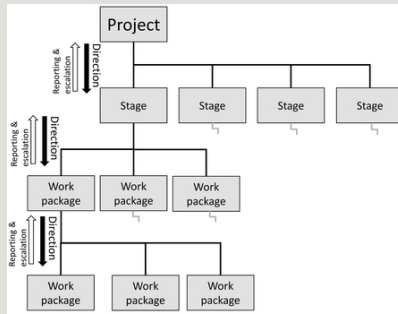 Project
Reporting &
escalation
Direction
Stage
Stage
Stage
Stage
Reporting &
escalation
Direction
Work
package
Work
package
Work
package
Reporting &
escalation
Direction
Work
package
Work
package
Work
package